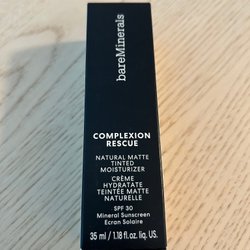 bareMinerals
COMPLEXION
RESCUE
NATURAL MATTE
TINTED
MOISTURIZER
CRÈME
HYDRATATE
TEINTÉE MATTE
NATURELLE
SPF 30
Mineral Sunscreen
Ecran Solaire
35 ml / 1.18 fl. oz. liq. US.